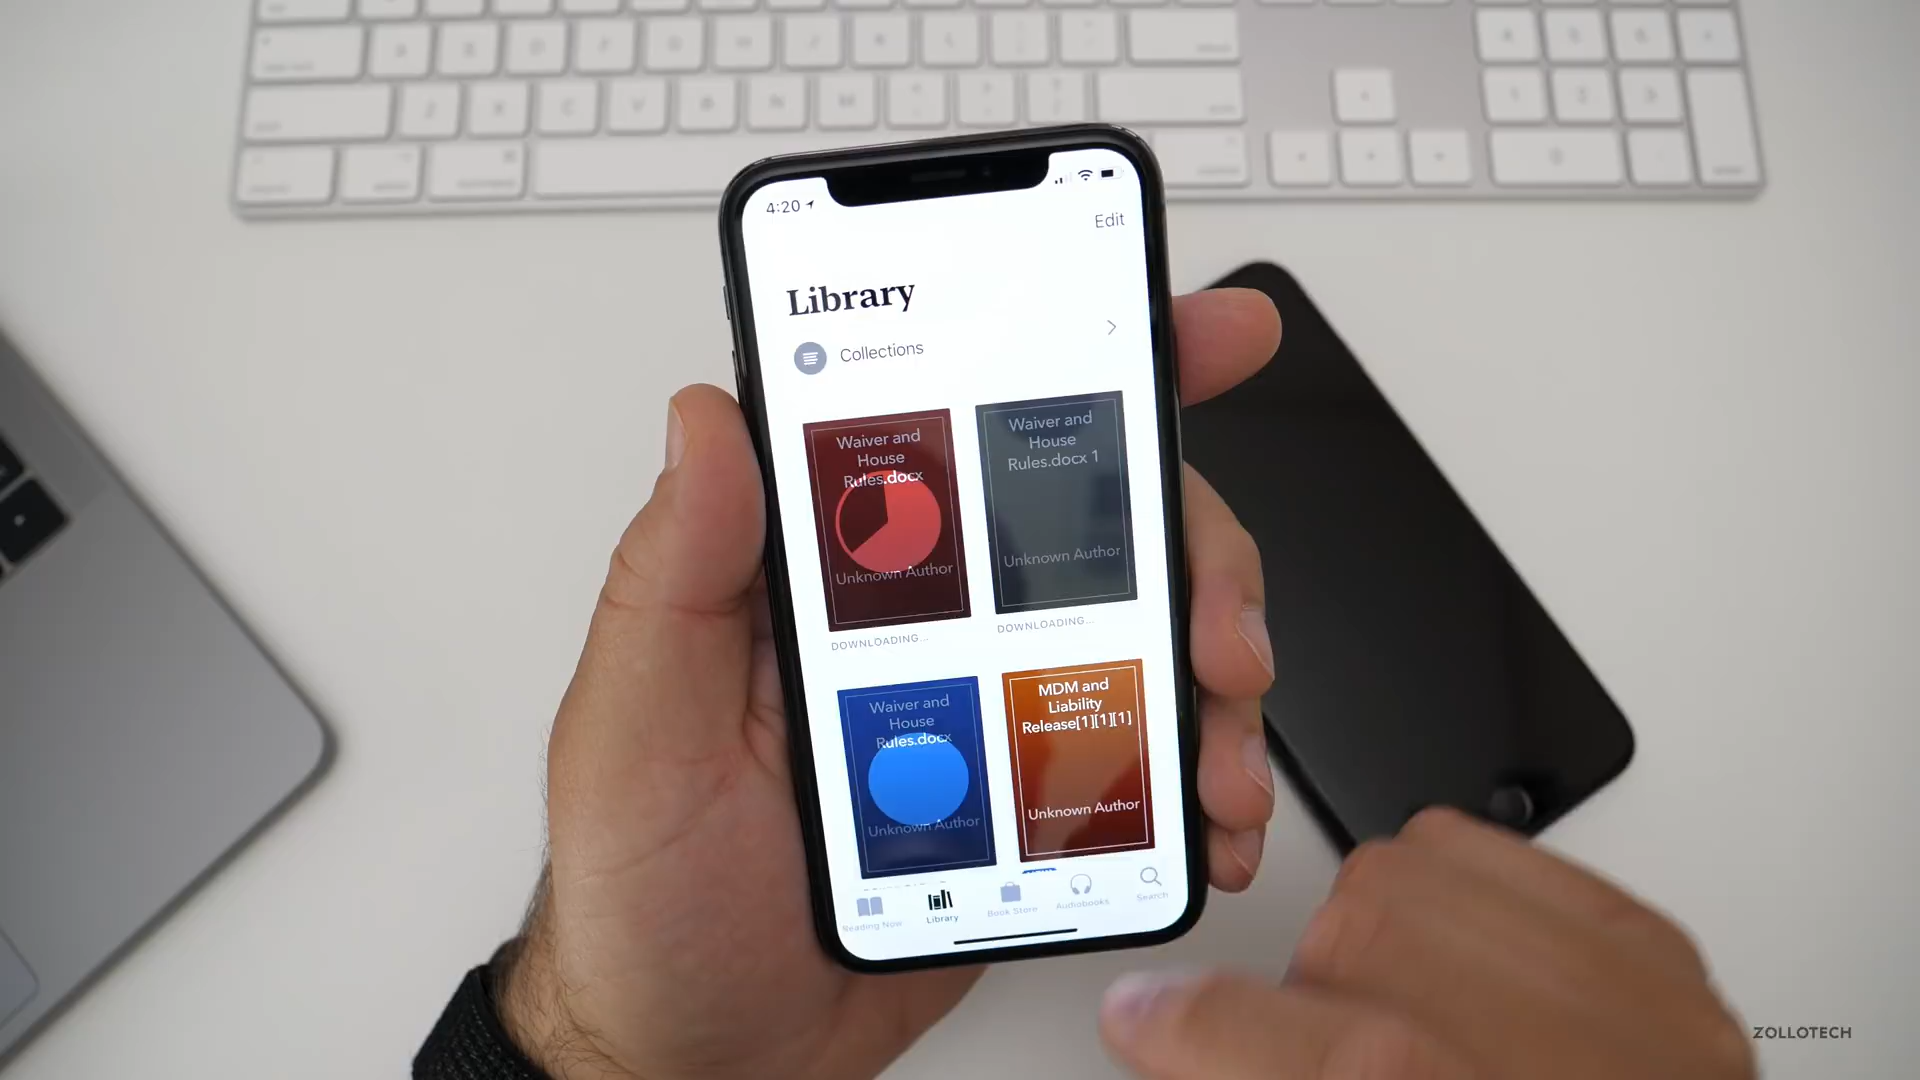 4:20
Edit
Library
Collections
Waiver and
House
Rules.docx
Unknown Author
DOWNLOADING...
Waiver and
House
Rules.docx 1
Unknown Author
DOWNLOADING...
Waiver and
House
Rules.docx
Unknown Author
MDM and
Liability
Release[1][1][1]
Unknown Author
Reading Now
Library
Book Store
Audiobooks
Search
ZOLLOTECH